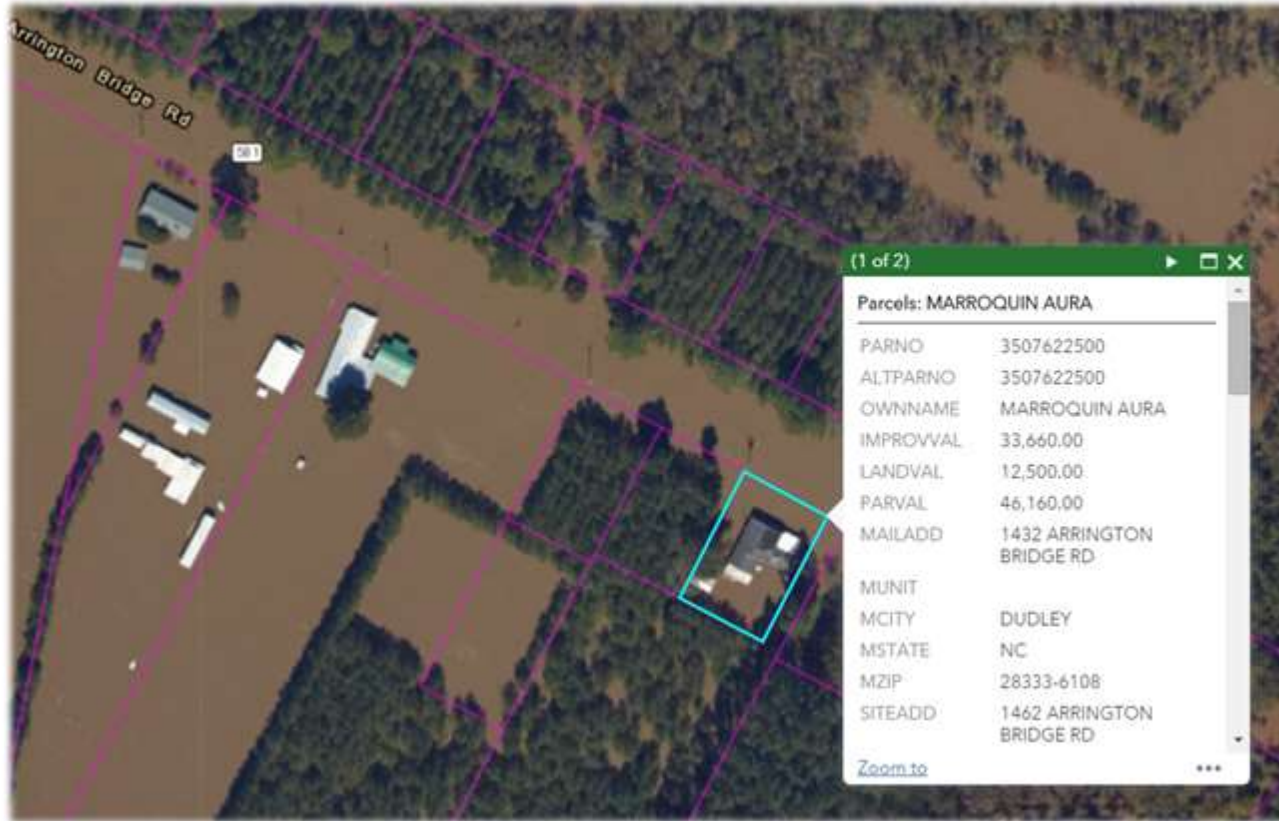 Arrington Bridge Rd
581
(1 of 2)
Parcels: MARROQUIN AURA
PARNO 3507622500
ALTPARNO 3507622500
OWNNAME MARROQUIN AURA
IMPROVVAL 33,660.00
LANDVAL 12,500.00
PARVAL 46,160.00
MAILADD 1432 ARRINGTON
BRIDGE RD
MUNIT
MCITY DUDLEY
MSTATE NC
MZIP 28333-6108
SITEADD 1462 ARRINGTON
BRIDGE RD
Zoom to